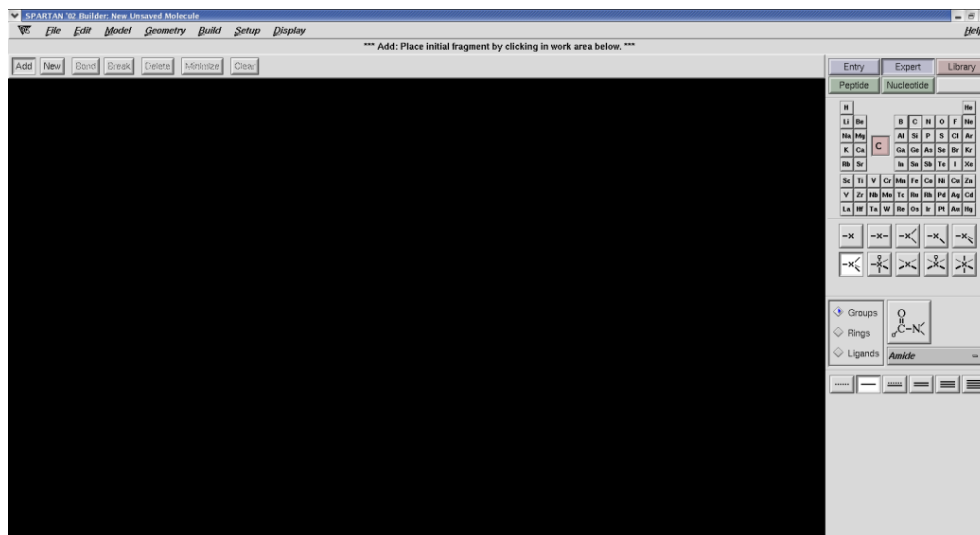 SPARTAN '02 Builder: New Unsaved Molecule
File Edit Model Geometry Build Setup Display Help
*** Add: Place initial fragment by clicking in work area below. ***
Add New Bond Break Delete Minimize Clear
Entry Expert Library
Peptide Nucleotide
H He
Li Be B C N O F Ne
Na Mg Al Si P S Cl Ar
C
K Ca Ga Ge As Se Br Kr
Rb Sr In Sn Sb Te I Xe
Sc Ti V Cr Mn Fe Co Ni Cu Zn
Y Zr Nb Mo Tc Ru Rh Pd Ag Cd
La Hf Ta W Re Os Ir Pt Au Hg
-X -X- -X< -X -X
-X X X X X
Groups
O
C-N
Rings
Ligands
Amide